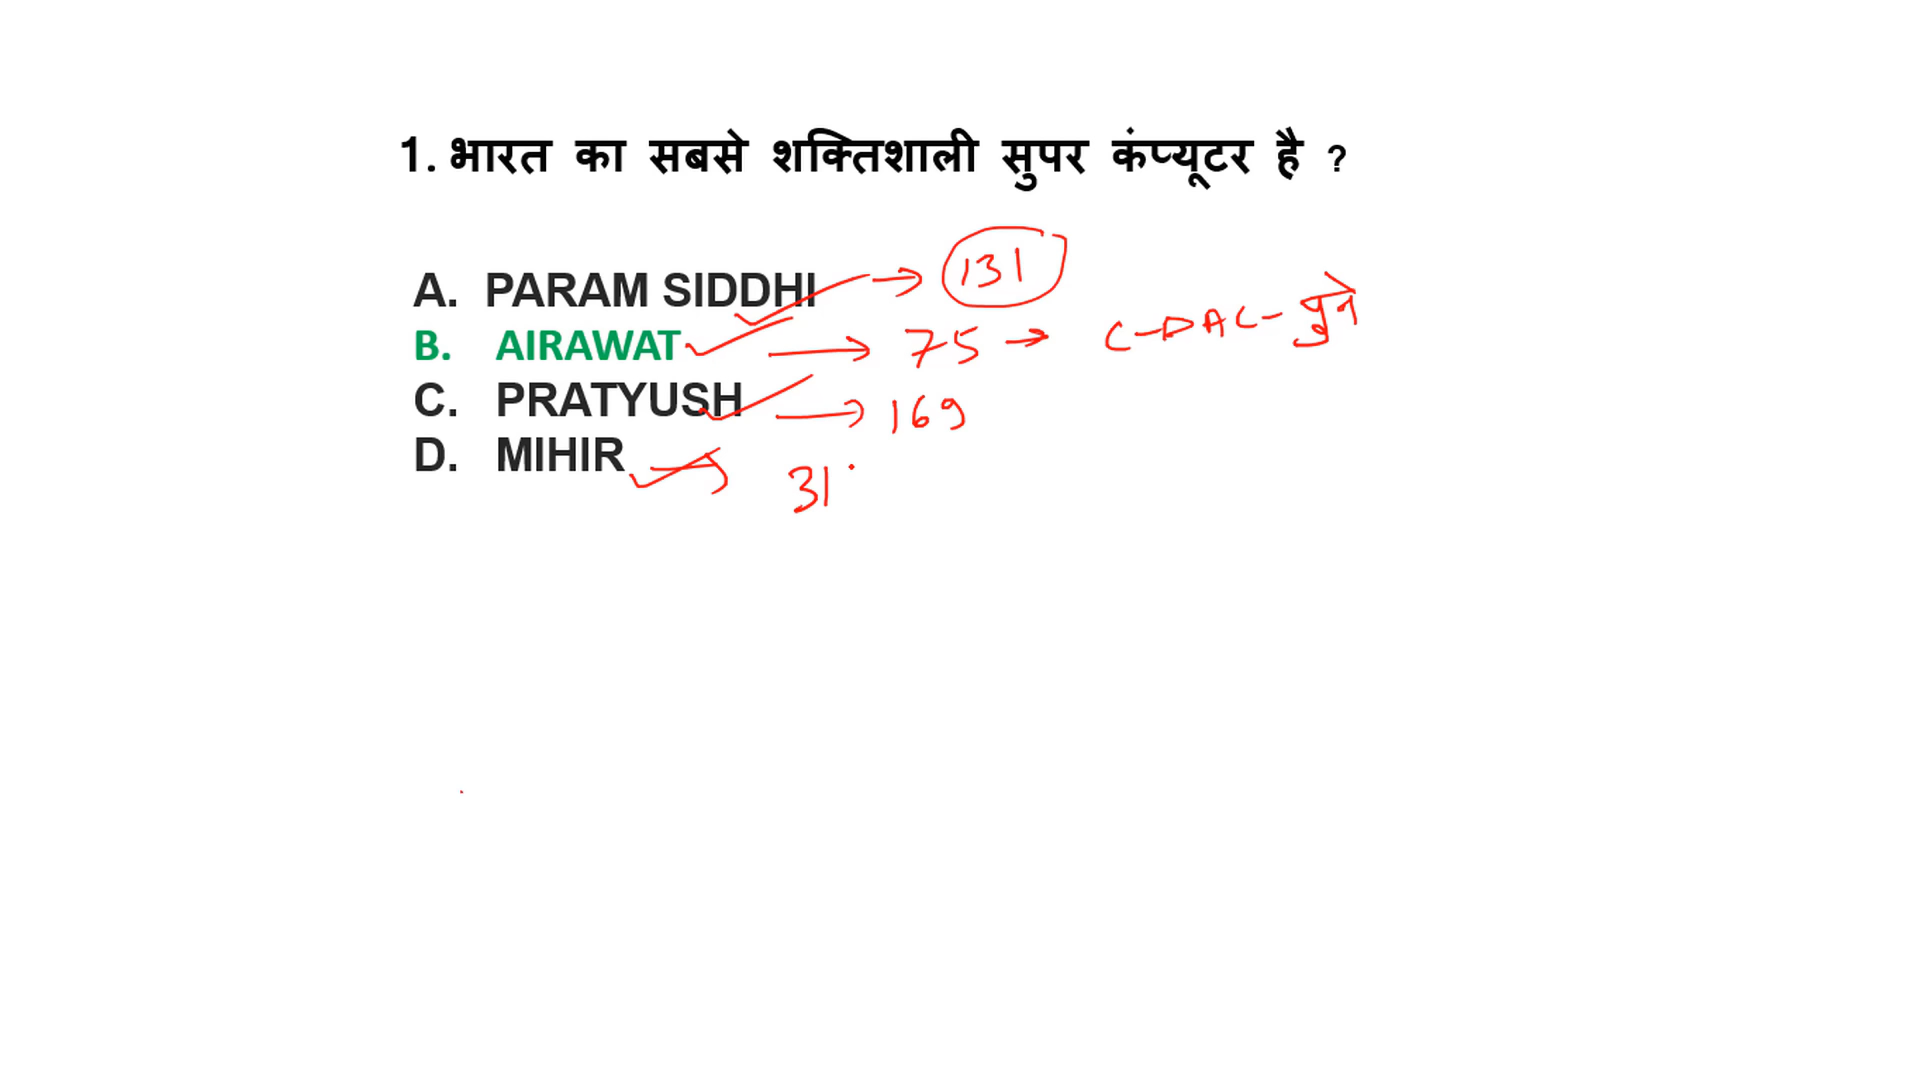 1. भारत का सबसे शक्तिशाली सुपर कंप्यूटर है ?
A. PARAM SIDDHI → 131
B. AIRAWAT → 75 → C-DAC- पुने
C. PRATYUSH → 169
D. MIHIR → 31